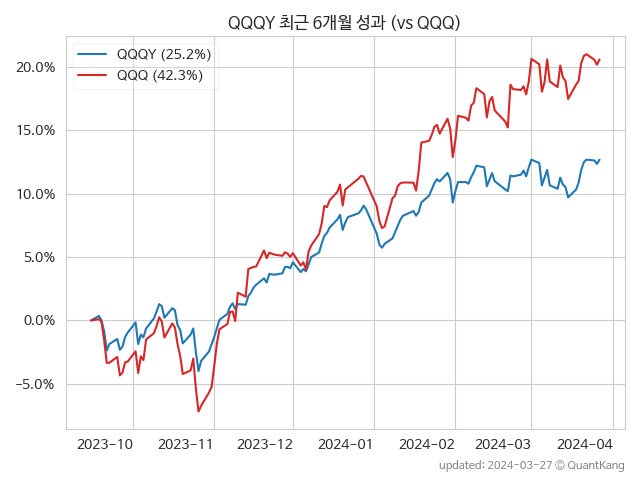 QQQY 최근 6개월 성과 (vs QQQ)
QQQY (25.2%)
QQQ (42.3%)
20.0%
15.0%
10.0%
5.0%
0.0%
−5.0%
2023-10 2023-11 2023-12 2024-01 2024-02 2024-03 2024-04
updated: 2024-03-27 © QuantKang